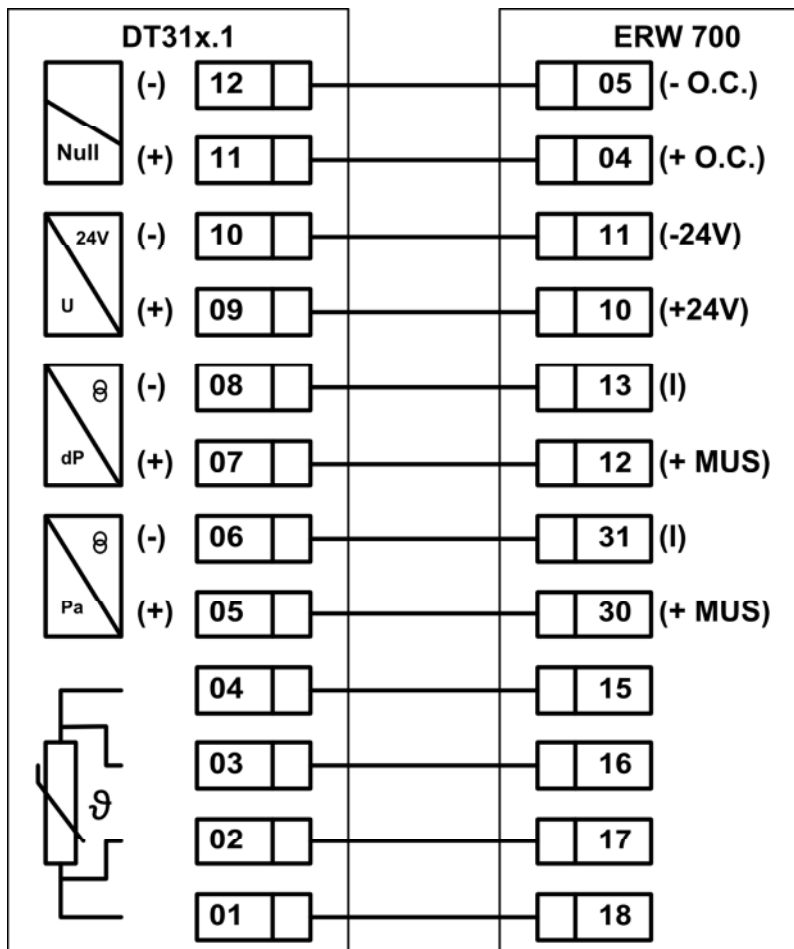 DT31x.1 ERW 700
(-) 12 05 (- O.C.)
Null (+) 11 04 (+ O.C.)
24V (-) 10 11 (-24V)
U (+) 09 10 (+24V)
(-) 08 13 (I)
dP (+) 07 12 (+ MUS)
(-) 06 31 (I)
Pa (+) 05 30 (+ MUS)
04 15
03 16
ϑ
02 17
01 18